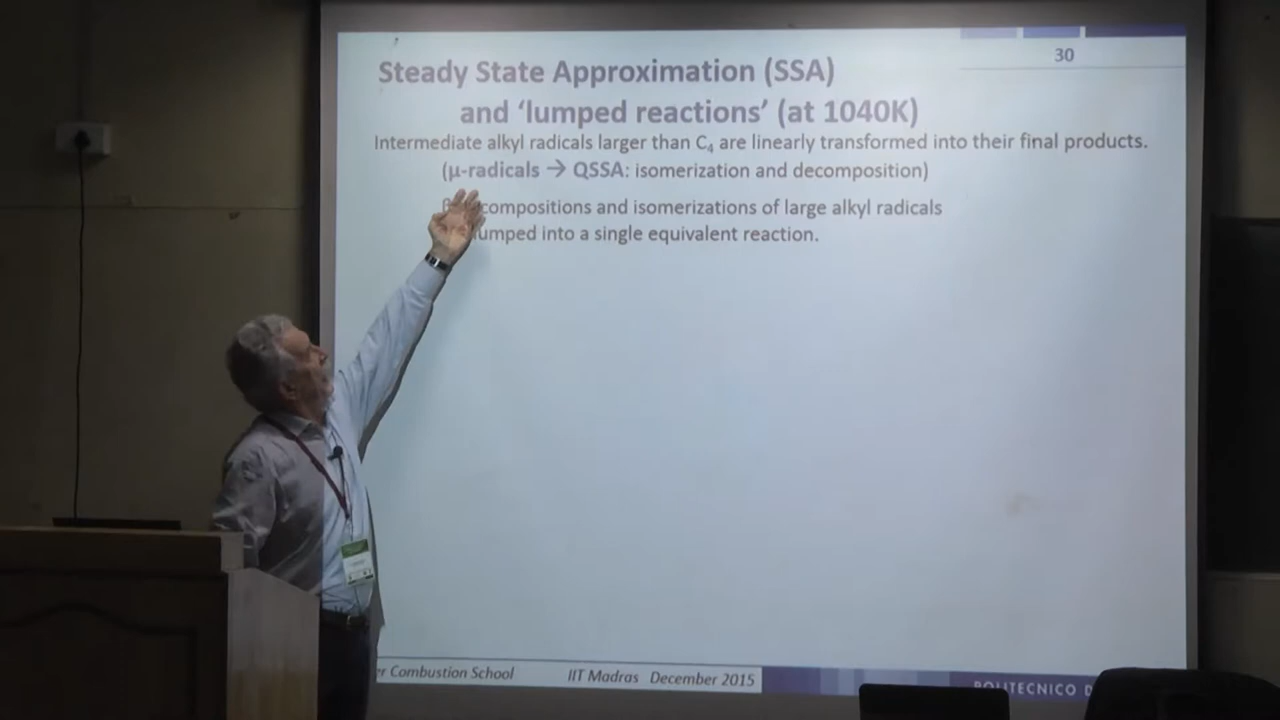 30
Steady State Approximation (SSA)
and ‘lumped reactions’ (at 1040K)
Intermediate alkyl radicals larger than C₄ are linearly transformed into their final products.
(μ-radicals → QSSA: isomerization and decomposition)
and isomerizations of large alkyl radicals
into a single equivalent reaction.
Combustion School IIT Madras December 2015
POLITECNICO